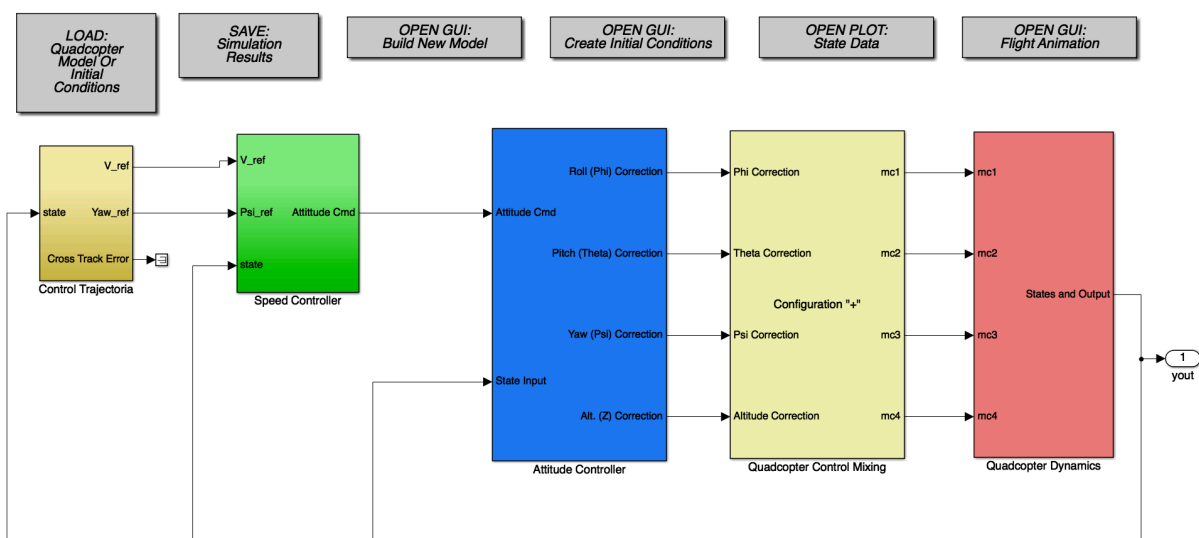 LOAD:
Quadcopter
Model Or
Initial
Conditions
SAVE:
Simulation
Results
OPEN GUI:
Build New Model
OPEN GUI:
Create Initial Conditions
OPEN PLOT:
State Data
OPEN GUI:
Flight Animation
V_ref
state
Yaw_ref
Cross Track Error
Control Trajectoria
V_ref
Psi_ref
Attittude Cmd
state
Speed Controller
Roll (Phi) Correction
Attitude Cmd
Pitch (Theta) Correction
Yaw (Psi) Correction
State Input
Alt. (Z) Correction
Attitude Controller
Phi Correction
mc1
Theta Correction
mc2
Configuration "+"
Psi Correction
mc3
Altitude Correction
mc4
Quadcopter Control Mixing
mc1
mc2
States and Output
mc3
mc4
Quadcopter Dynamics
1
yout